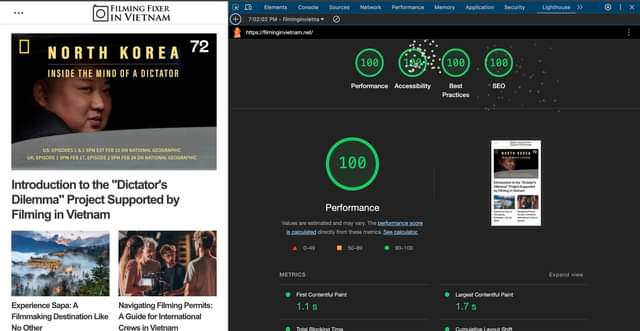 FILMING FIXER
IN VIETNAM
NORTH KOREA 72
INSIDE THE MIND OF A DICTATOR
US: EPISODES 1 & 2 9PM EST FEB 15 ON NATIONAL GEOGRAPHIC
UK: EPISODE 1 9PM FEB 17, EPISODE 2 9PM FEB 24 ON NATIONAL GEOGRAPHIC
Introduction to the "Dictator's
Dilemma" Project Supported by
Filming in Vietnam
Experience Sapa: A
Filmmaking Destination Like
No Other
Navigating Filming Permits:
A Guide for International
Crews in Vietnam
Elements Console Sources Network Performance Memory Application Security Lighthouse
7:02:02 PM - filminginvietna
https://filminginvietnam.net/
100 100 100 100
Performance Accessibility Best
Practices SEO
100
Performance
Values are estimated and may vary. The performance score
is calculated directly from these metrics. See calculator.
0–49 50–89 90–100
NORTH KOREA 72
METRICS Expand view
First Contentful Paint
1.1 s
Largest Contentful Paint
1.7 s
Total Blocking Time
Cumulative Layout Shift